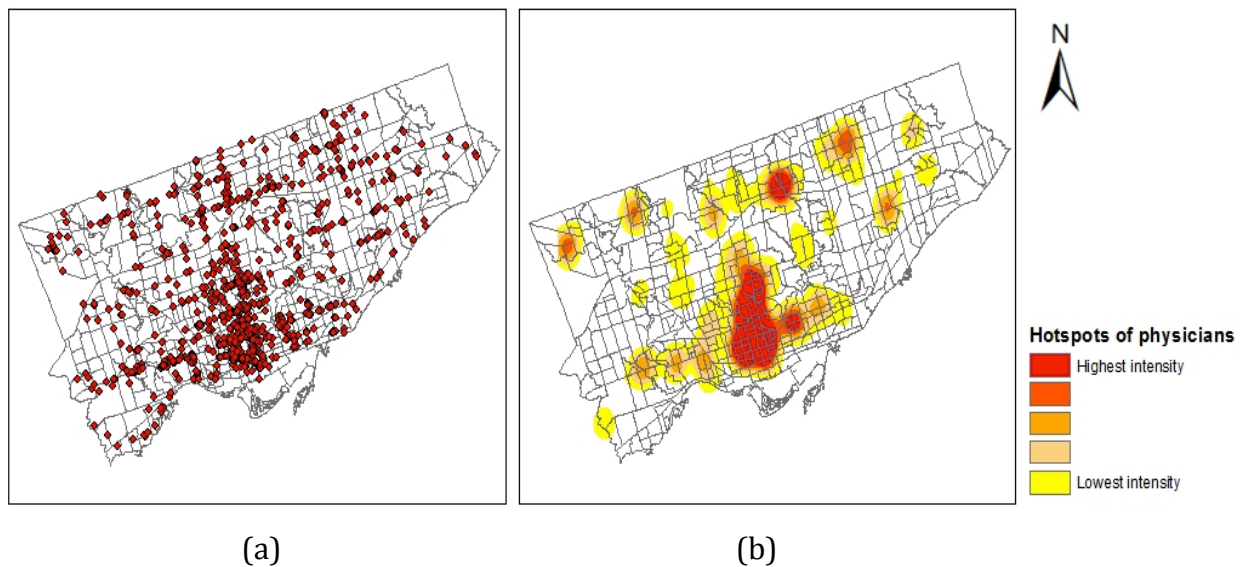 N
Hotspots of physicians
Highest intensity
Lowest intensity
(a)
(b)